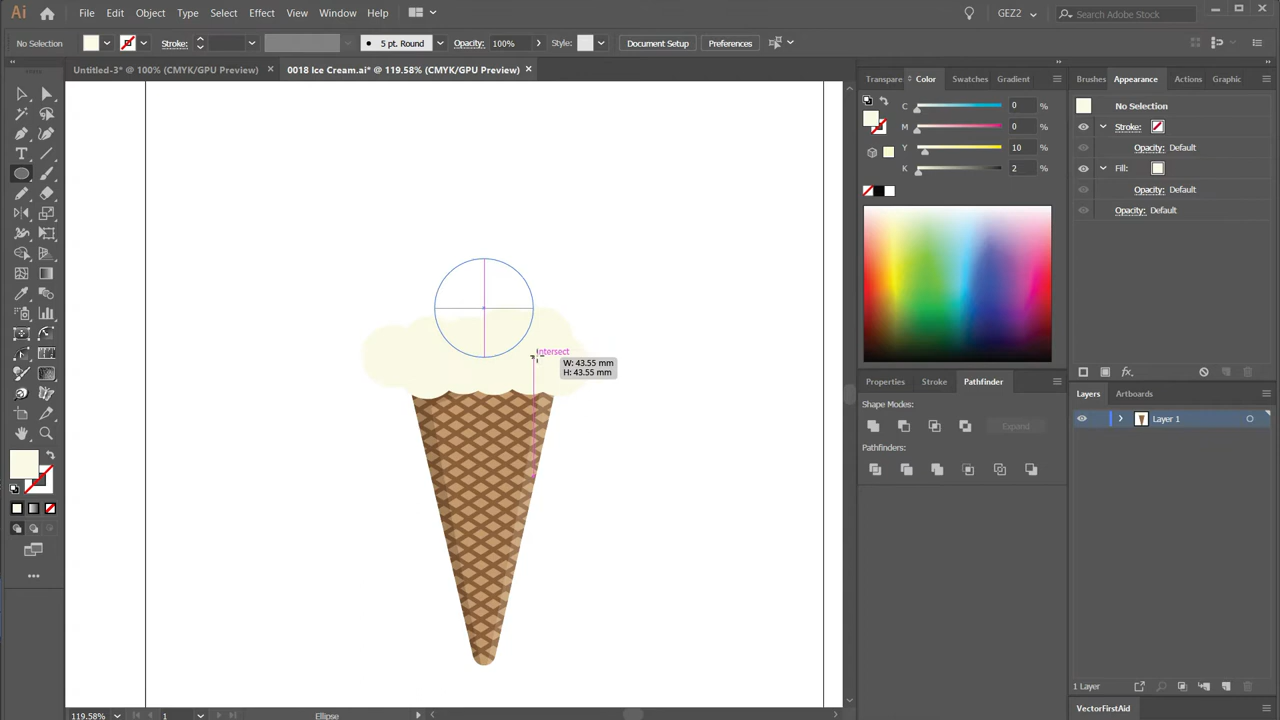 Ai File Edit Object Type Select Effect View Window Help GEZ2 Search Adobe Stock
No Selection Stroke: 5 pt. Round Opacity: 100% Style: Document Setup Preferences
Untitled-3* @ 100% (CMYK/GPU Preview) 0018 Ice Cream.ai* @ 119.58% (CMYK/GPU Preview)
Transpare Color Swatches Gradient Brushes Appearance Actions Graphic
C 0 %
M 0 %
Y 10 %
K 2 %
No Selection
Stroke:
Opacity: Default
Fill:
Opacity: Default
Opacity: Default
intersect
W: 43.55 mm
H: 43.55 mm
Properties Stroke Pathfinder
Shape Modes:
Expand
Pathfinders:
Layers Artboards
Layer 1
1 Layer
VectorFirstAid
119.58% 1 Ellipse